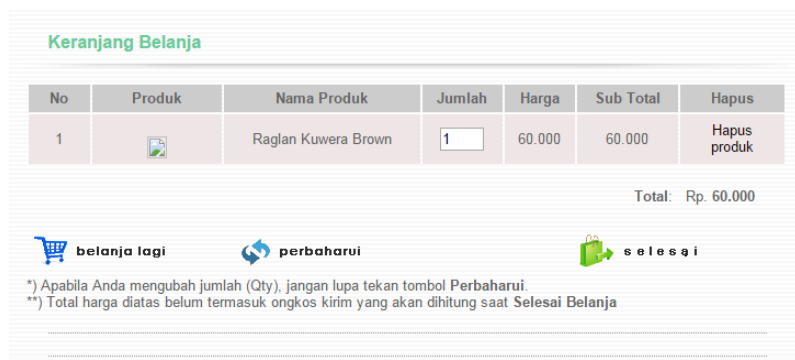 Keranjang Belanja
No Produk Nama Produk Jumlah Harga Sub Total Hapus
1 Raglan Kuwera Brown 1 60.000 60.000 Hapus produk
Total: Rp. 60.000
belanja lagi perbaharui selesai
*) Apabila Anda mengubah jumlah (Qty), jangan lupa tekan tombol Perbaharui.
**) Total harga diatas belum termasuk ongkos kirim yang akan dihitung saat Selesai Belanja